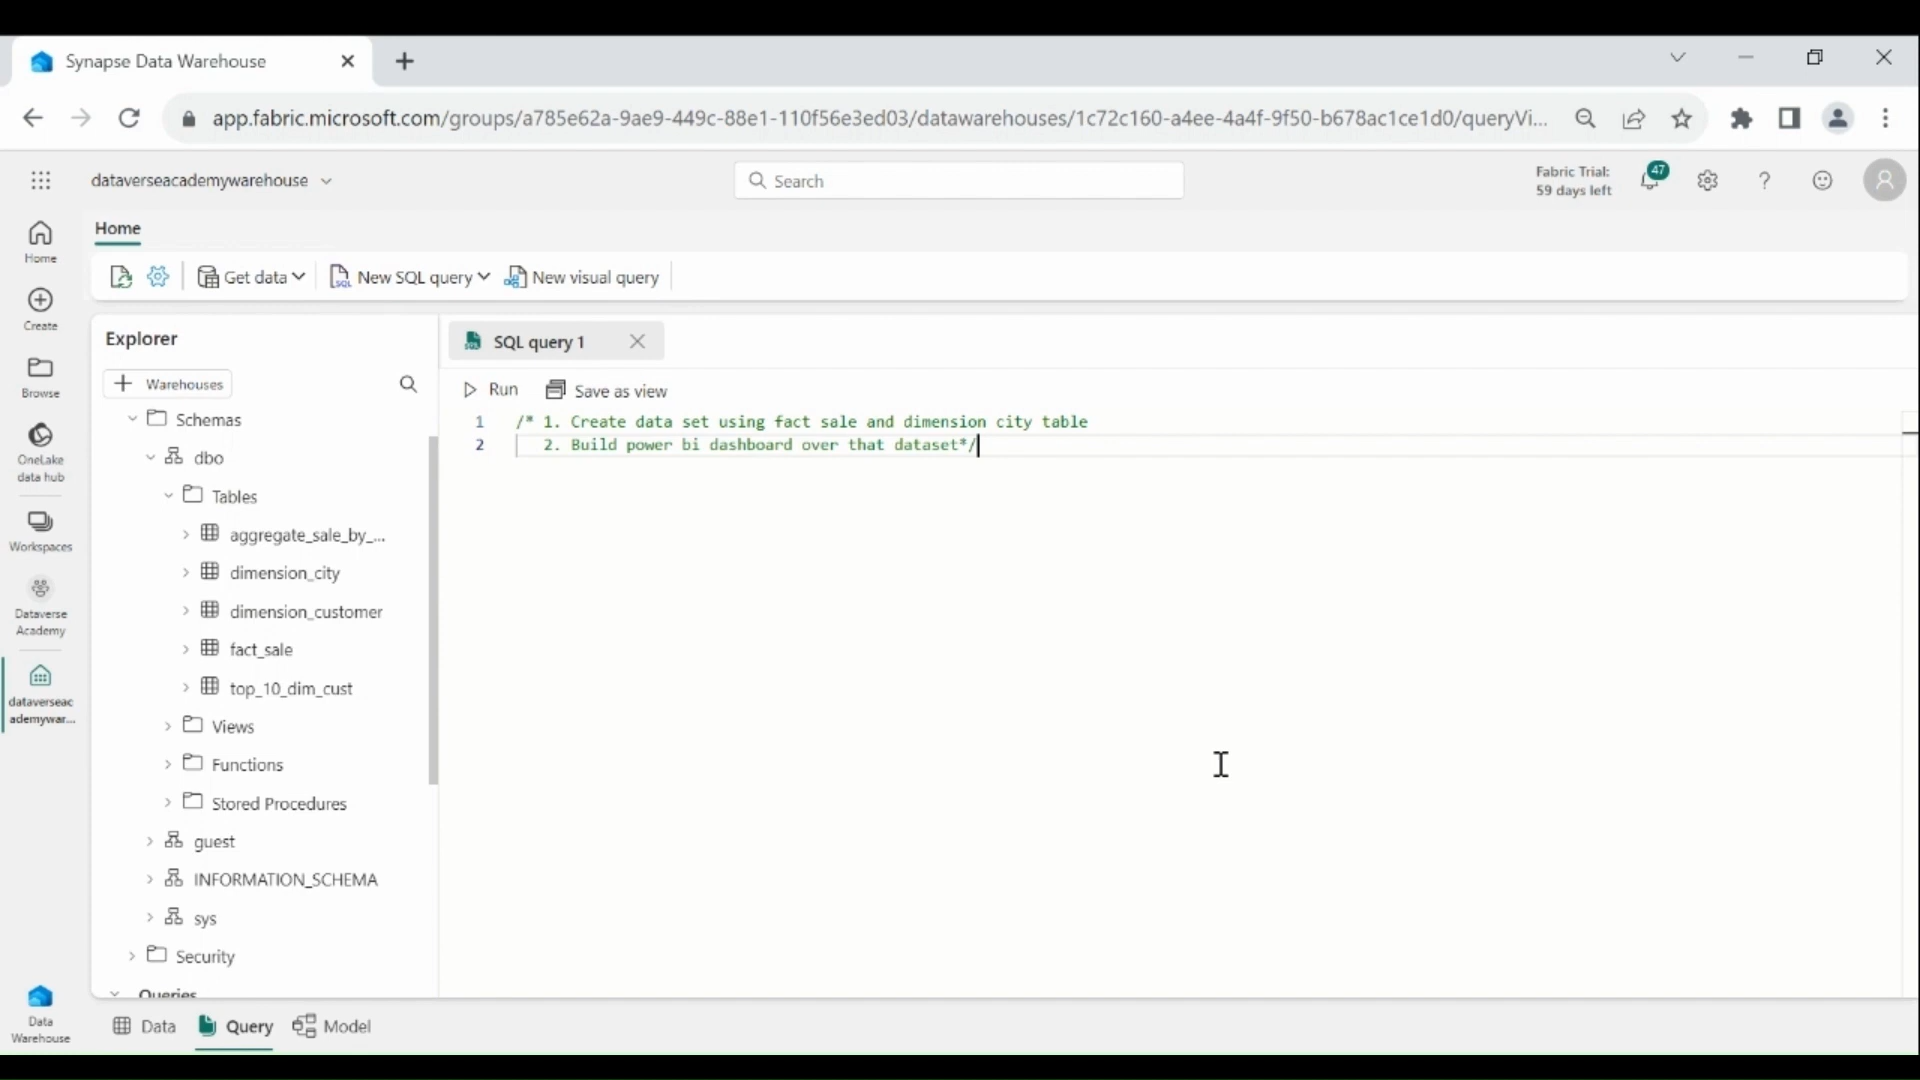 Synapse Data Warehouse
app.fabric.microsoft.com/groups/a785e62a-9ae9-449c-88e1-110f56e3ed03/datawarehouses/1c72c160-a4ee-4a4f-9f50-b678ac1ce1d0/queryVi...
dataverseacademywarehouse
Search
Fabric Trial:
59 days left
47
Home
Get data
New SQL query
New visual query
Home
Create
Browse
OneLake
data hub
Workspaces
Dataverse
Academy
dataverseac
ademywar...
Data
Warehouse
Explorer
Warehouses
Schemas
dbo
Tables
aggregate_sale_by_...
dimension_city
dimension_customer
fact_sale
top_10_dim_cust
Views
Functions
Stored Procedures
guest
INFORMATION_SCHEMA
sys
Security
Queries
SQL query 1
Run
Save as view
1 /* 1. Create data set using fact sale and dimension city table
2 2. Build power bi dashboard over that dataset*/
Data
Query
Model